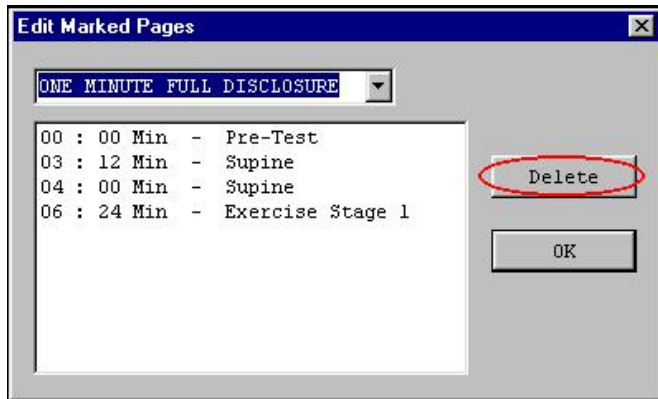 Edit Marked Pages
ONE MINUTE FULL DISCLOSURE
00 : 00 Min - Pre-Test
03 : 12 Min - Supine
04 : 00 Min - Supine
06 : 24 Min - Exercise Stage 1
Delete
OK